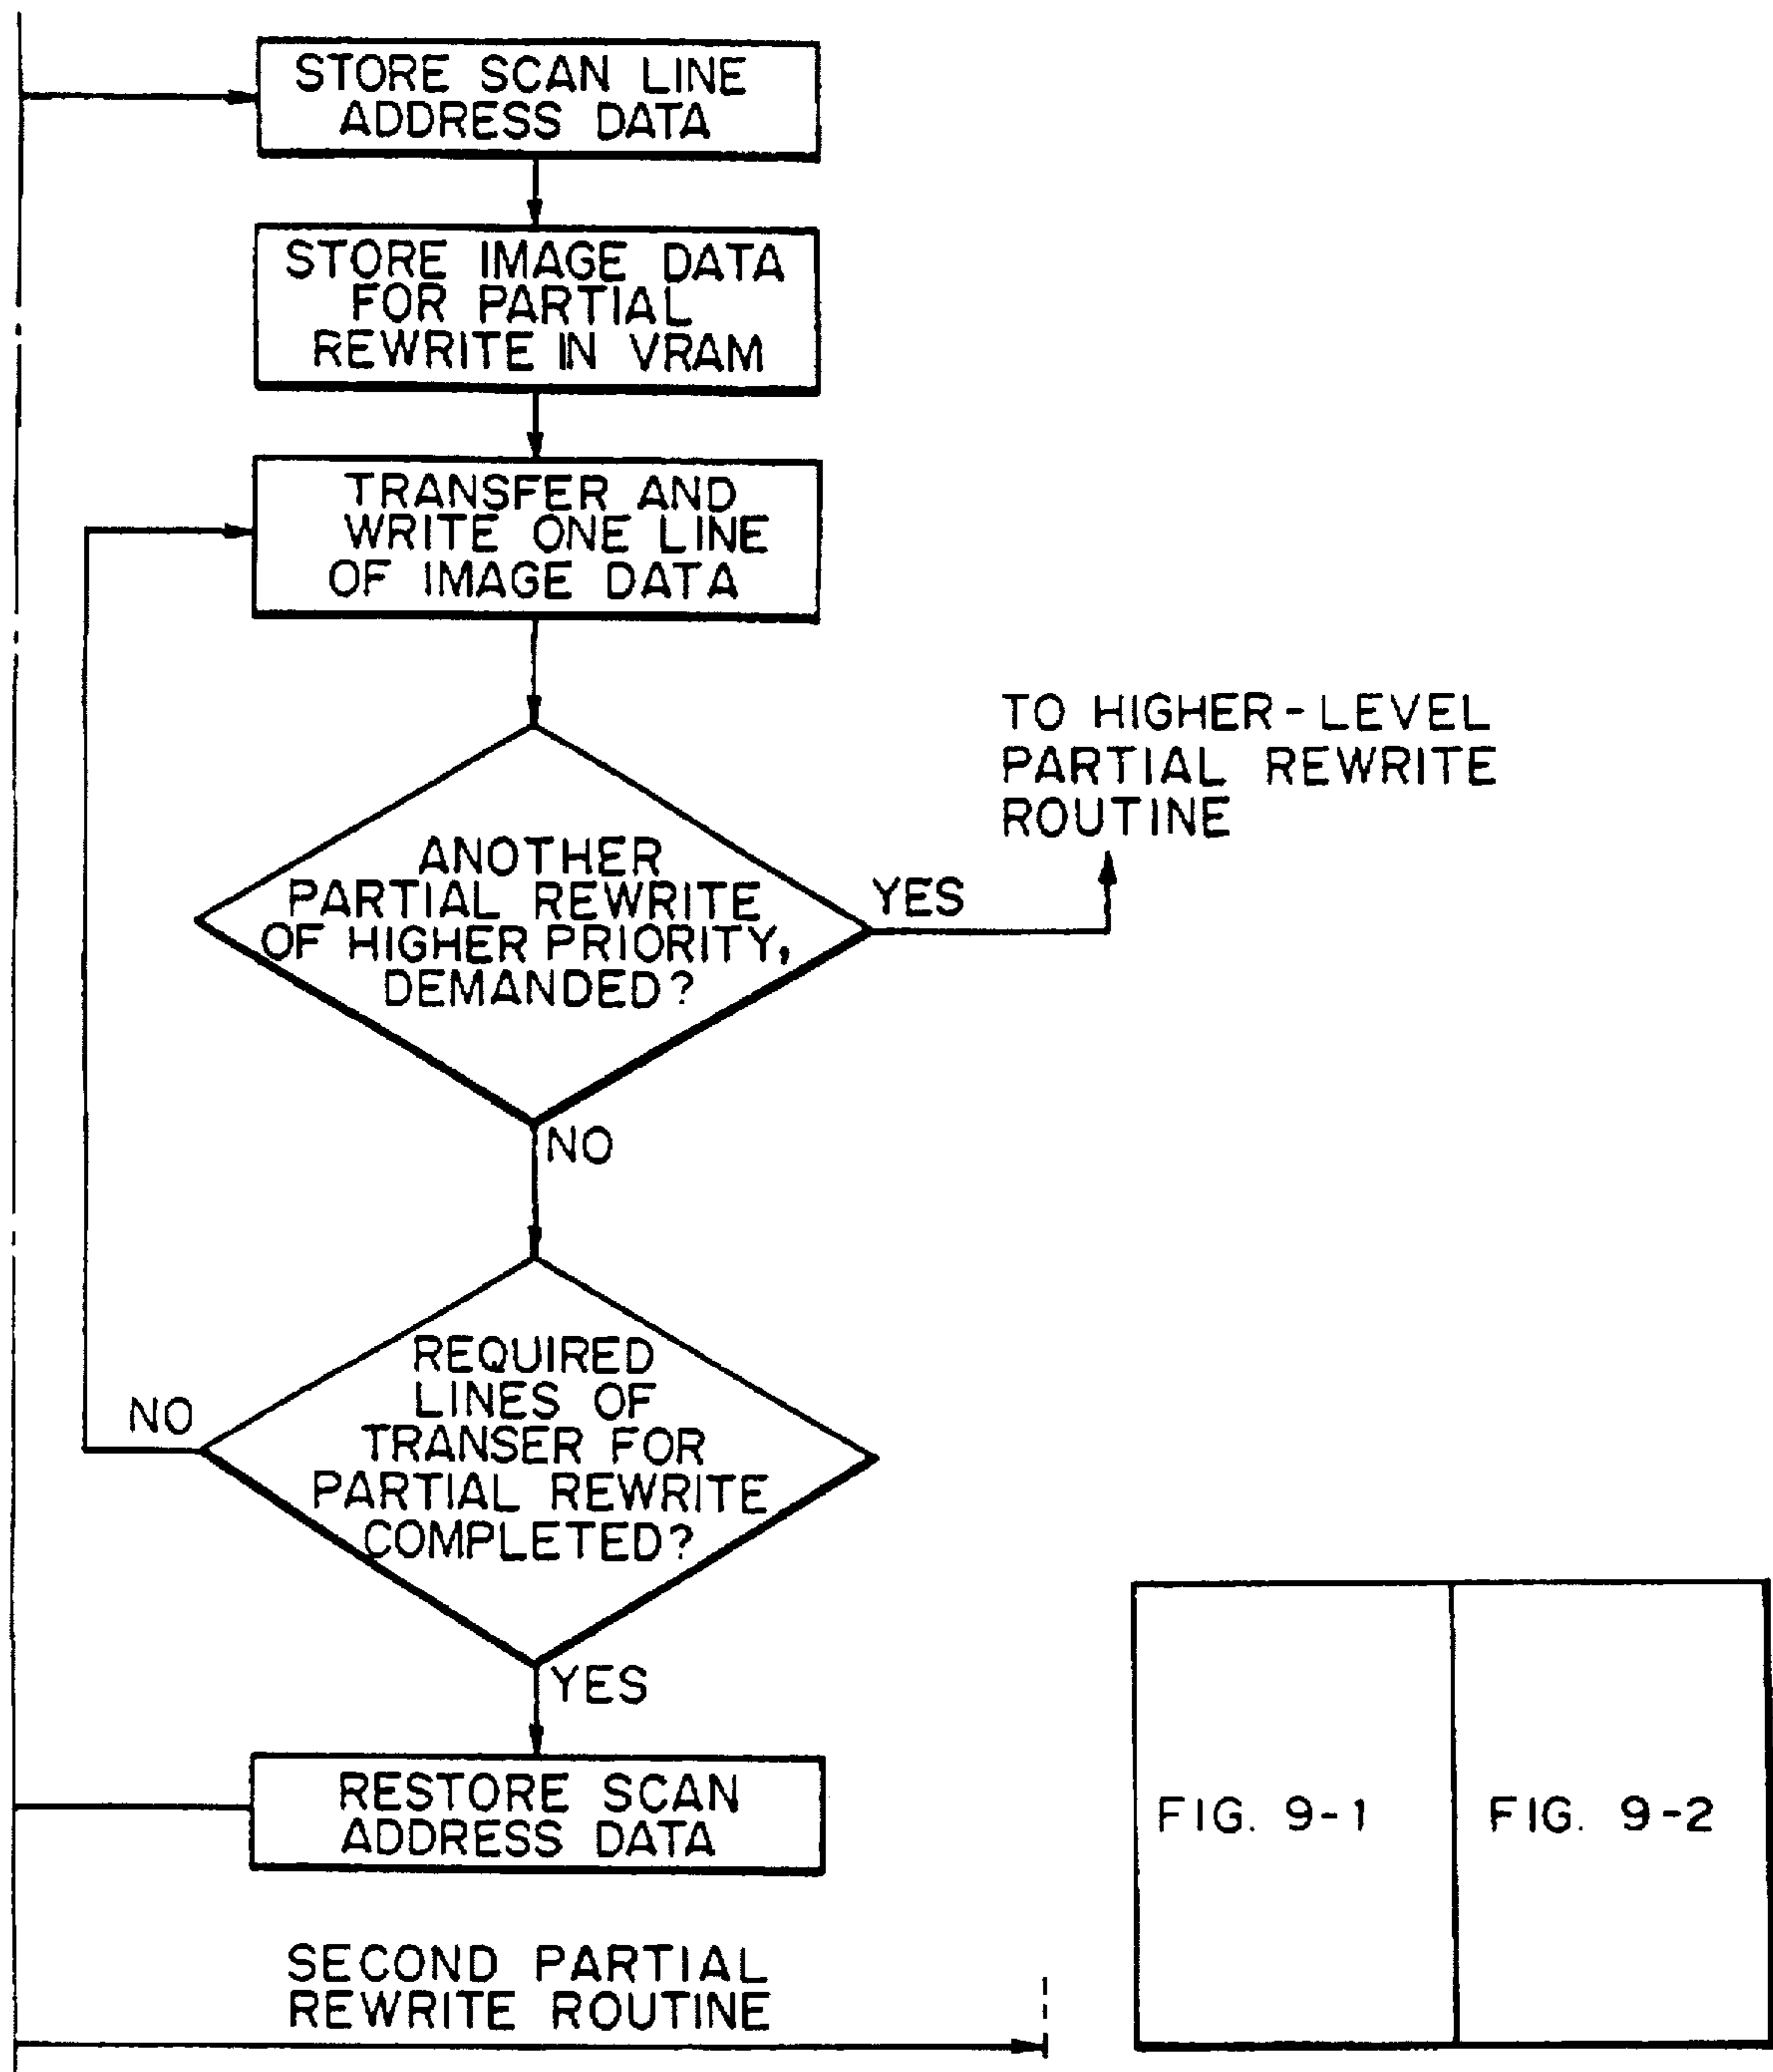 STORE SCAN LINE
ADDRESS DATA
STORE IMAGE DATA
FOR PARTIAL
REWRITE IN VRAM
TRANSFER AND
WRITE ONE LINE
OF IMAGE DATA
TO HIGHER-LEVEL
PARTIAL REWRITE
ROUTINE
ANOTHER
PARTIAL REWRITE
OF HIGHER PRIORITY,
DEMANDED?
YES
NO
REQUIRED
LINES OF
TRANSER FOR
PARTIAL REWRITE
COMPLETED?
NO
YES
RESTORE SCAN
ADDRESS DATA
FIG. 9-1
FIG. 9-2
SECOND PARTIAL
REWRITE ROUTINE